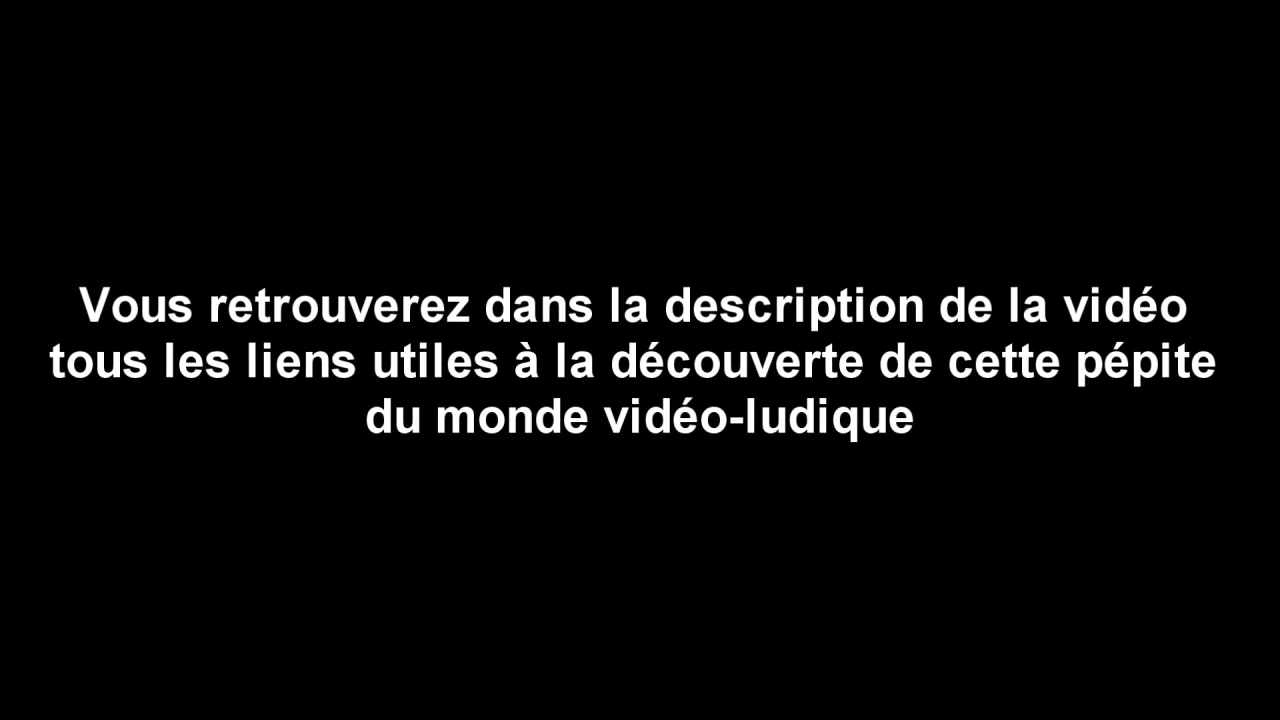 Vous retrouverez dans la description de la vidéo
tous les liens utiles à la découverte de cette pépite
du monde vidéo-ludique